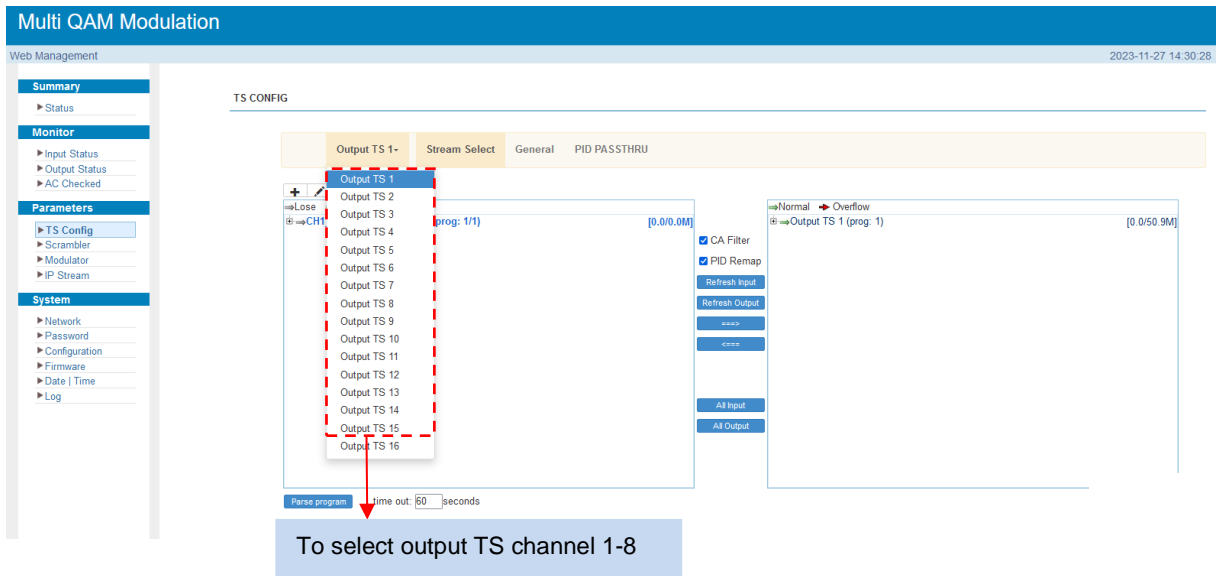 Multi QAM Modulation
Web Management 2023-11-27 14:30:28
Summary
Status
Monitor
Input Status
Output Status
AC Checked
Parameters
TS Config
Scrambler
Modulator
IP Stream
System
Network
Password
Configuration
Firmware
Date | Time
Log
TS CONFIG
Output TS 1 Stream Select General PID PASSTHRU
Output TS 1
Output TS 2
Output TS 3
Output TS 4
Output TS 5
Output TS 6
Output TS 7
Output TS 8
Output TS 9
Output TS 10
Output TS 11
Output TS 12
Output TS 13
Output TS 14
Output TS 15
Output TS 16
Lose
CH1 prog: 1/1) [0.0/0.0M]
CA Filter
PID Remap
Refresh Input
Refresh Output
===>
<===
All Input
All Output
Normal Overflow
Output TS 1 (prog: 1) [0.0/50.9M]
Parse program time out: 60 seconds
To select output TS channel 1-8